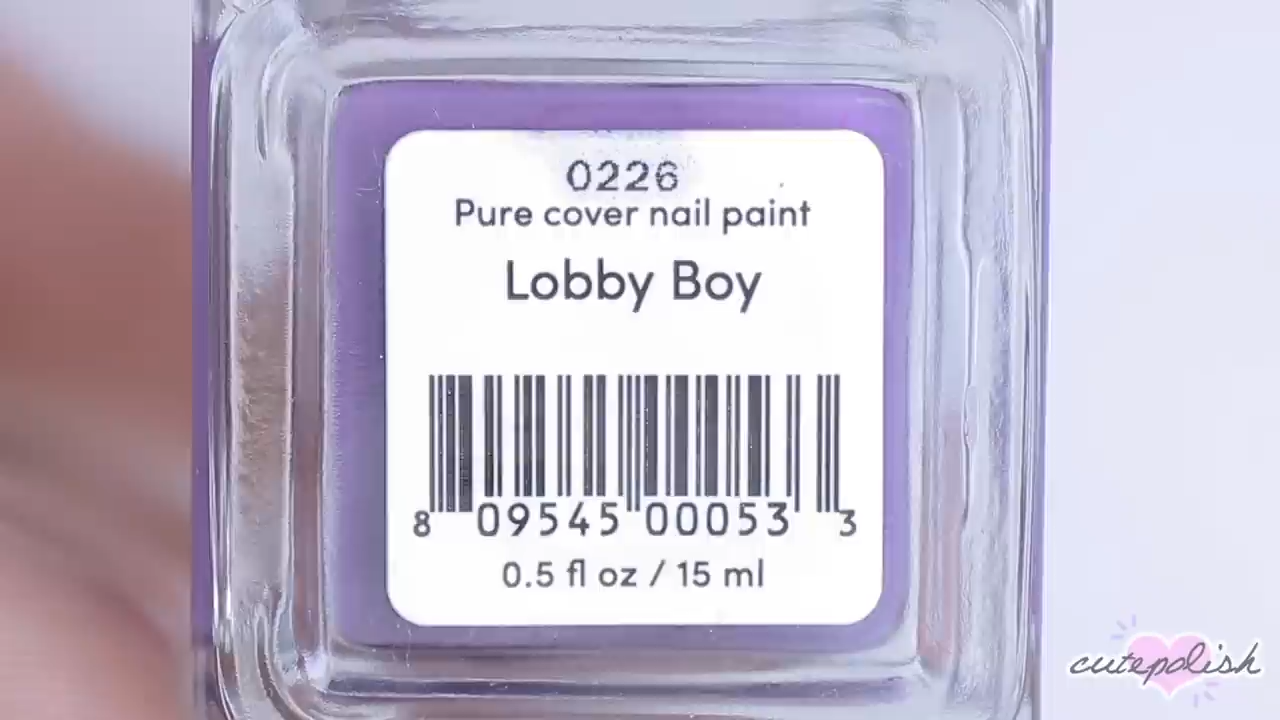 0226
Pure cover nail paint
Lobby Boy
8 09545 00053 3
0.5 fl oz / 15 ml
cutepolish